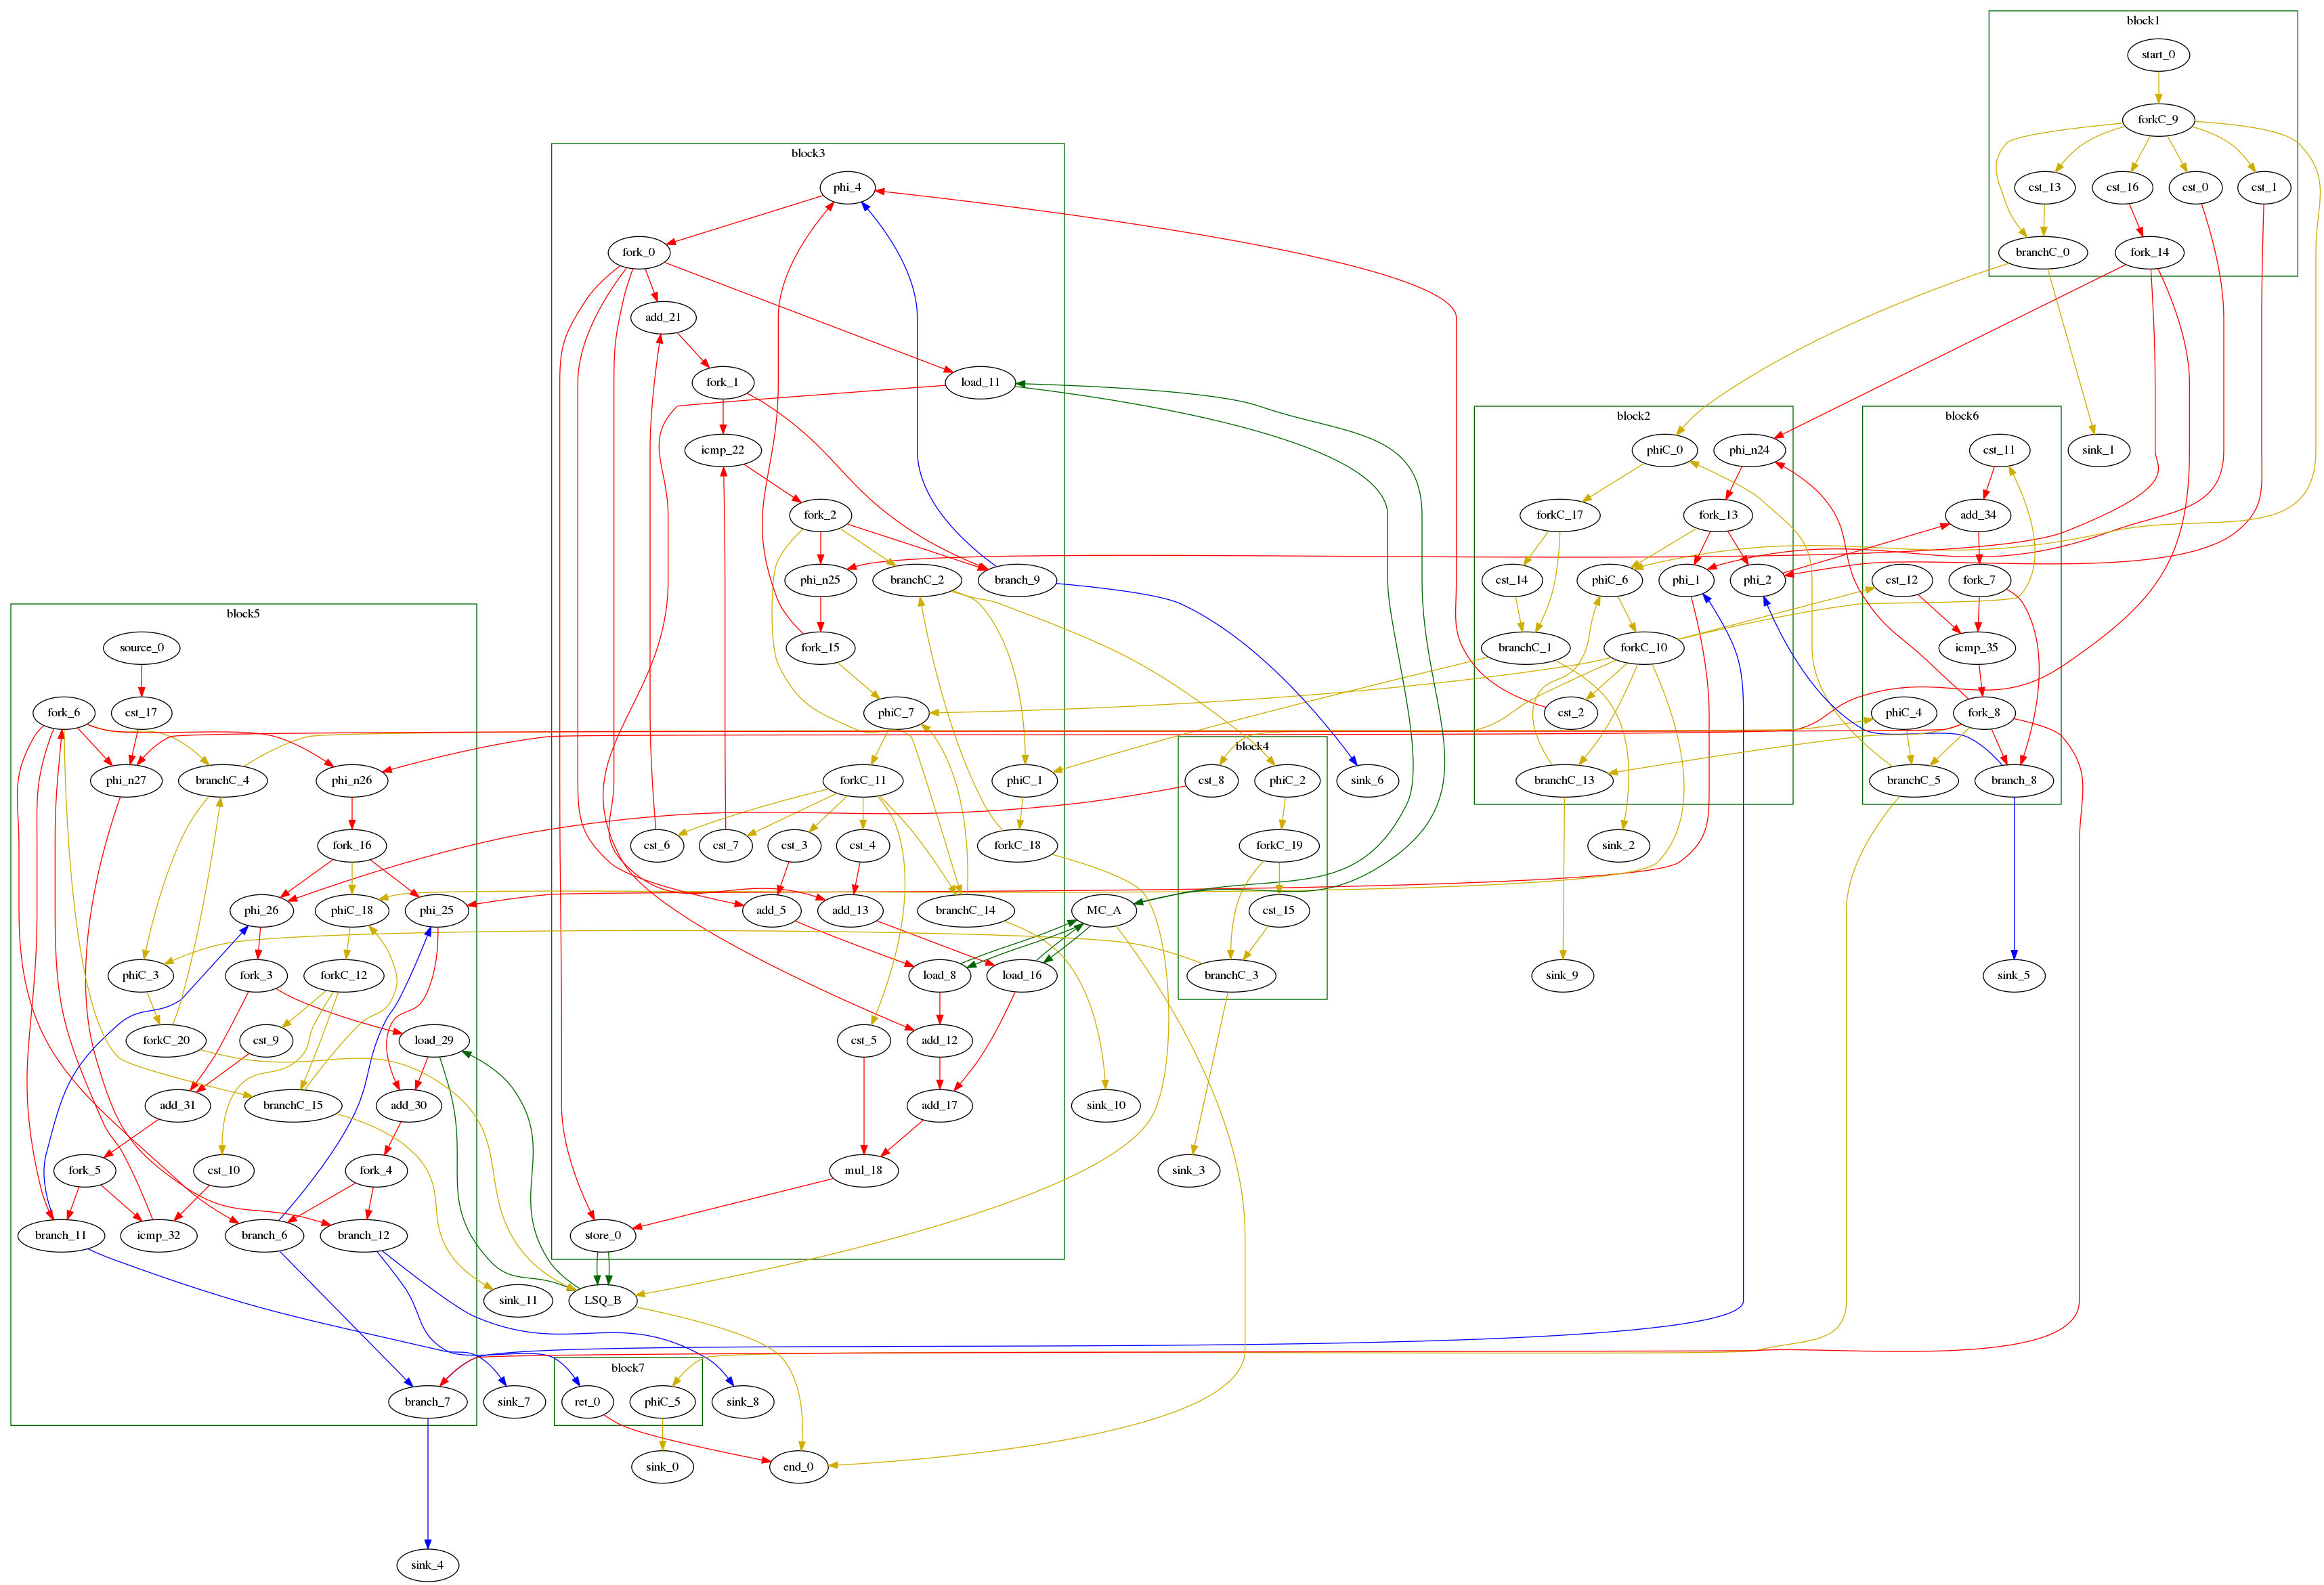 block1
start_0
forkC_9
cst_13
cst_16
cst_0
cst_1
branchC_0
fork_14
block3
phi_4
fork_0
add_21
fork_1
load_11
icmp_22
fork_2
phi_n25
branchC_2
branch_9
fork_15
phiC_7
forkC_11
phiC_1
cst_6
cst_7
cst_3
cst_4
forkC_18
add_5
add_13
branchC_14
load_8
load_16
cst_5
add_12
add_17
mul_18
store_0
block2
phiC_0
phi_n24
forkC_17
fork_13
cst_14
phiC_6
phi_1
phi_2
branchC_1
forkC_10
cst_2
branchC_13
block6
cst_11
add_34
cst_12
fork_7
icmp_35
phiC_4
fork_8
branchC_5
branch_8
sink_1
block5
source_0
fork_6
cst_17
phi_n27
branchC_4
phi_n26
fork_16
phi_26
phiC_18
phi_25
phiC_3
fork_3
forkC_12
forkC_20
cst_9
load_29
add_31
branchC_15
add_30
fork_5
cst_10
fork_4
branch_11
icmp_32
branch_6
branch_12
branch_7
block4
cst_8
phiC_2
forkC_19
cst_15
branchC_3
sink_6
sink_2
MC_A
sink_9
sink_5
sink_10
sink_3
sink_11
LSQ_B
block7
ret_0
phiC_5
sink_7
sink_8
sink_0
end_0
sink_4